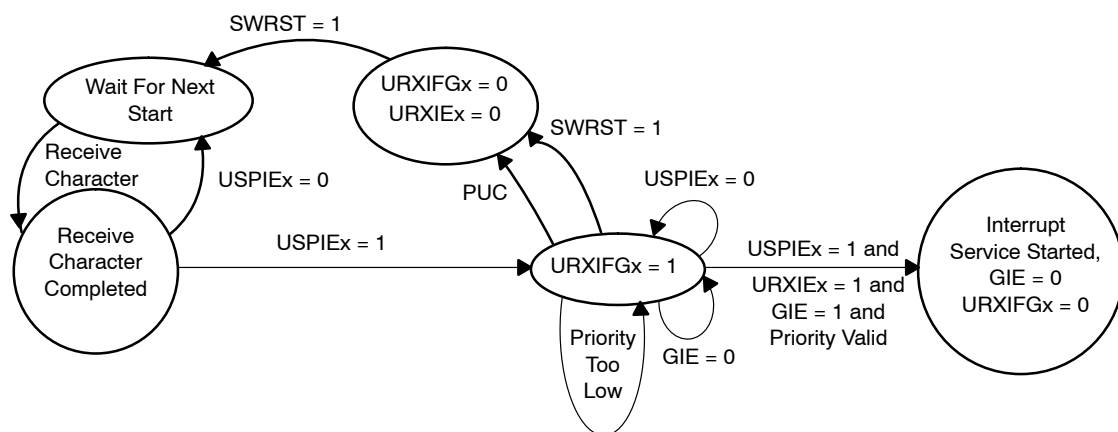 SWRST = 1
Wait For Next
Start
URXIFGx = 0
URXIEx = 0
SWRST = 1
Receive
Character
USPIEx = 0
PUC
USPIEx = 0
Receive
Character
Completed
USPIEx = 1
URXIFGx = 1
USPIEx = 1 and
URXIEx = 1 and
GIE = 1 and
Priority Valid
Interrupt
Service Started,
GIE = 0
URXIFGx = 0
Priority
Too
Low
GIE = 0